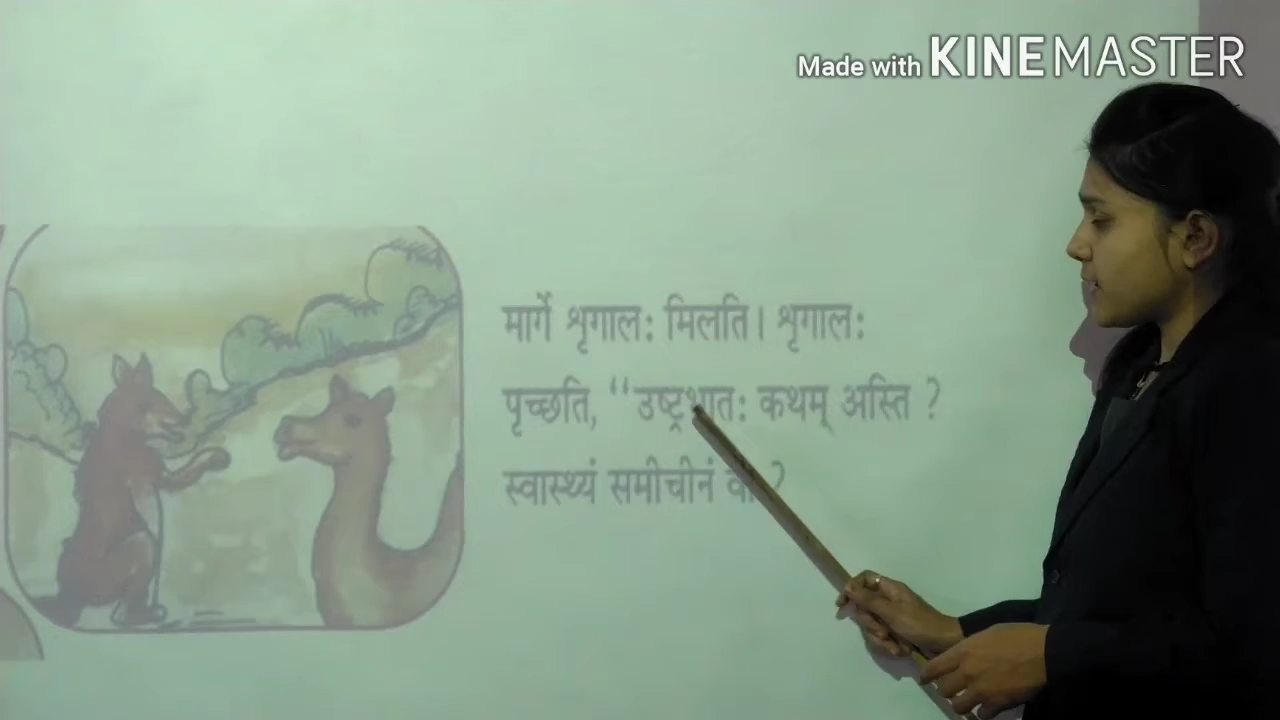 Made with KINEMASTER
मार्गे शृगालः मिलति। शृगालः
पृच्छति, “उष्ट्रभ्रातः कथम् अस्ति ?
स्वास्थ्यं समीचीनं वा ?